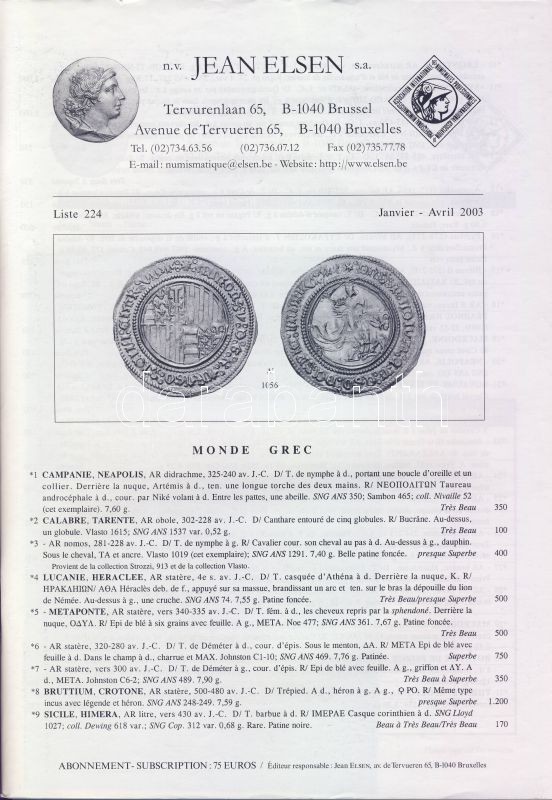 n.v. JEAN ELSEN s.a.
Tervurenlaan 65, B-1040 Brussel
Avenue de Tervueren 65, B-1040 Bruxelles
Tel. (02)734.63.56 (02)736.07.12 Fax (02)735.77.78
E-mail: numismatique@elsen.be - Website: http://www.elsen.be
Liste 224 Janvier - Avril 2003
1056
MONDE GREC
*1 CAMPANIE, NEAPOLIS, AR didrachme, 325-240 av. J.-C. D/ T. de nymphe à d., portant une boucle d'oreille et un
collier. Derrière la nuque, Artémis à d., ten. une longue torche des deux mains. R/ ΝΕΟΠΟΛΙΤΩΝ Taureau
androcéphale à d., cour. par Niké volant à d. Entre les pattes, une abeille. SNG ANS 350; Sambon 465; coll. Nivaille 52
(cet exemplaire). 7,60 g. Très Beau 350
*2 CALABRE, TARENTE, AR obole, 302-228 av. J.-C. D/ Canthare entouré de cinq globules. R/ Bucrâne. Au-dessus,
un globule. Vlasto 1615; SNG ANS 1537 var. 0,52 g. Très Beau 100
*3 - AR nomos, 281-228 av. J.-C. D/ T. de nymphe à g. R/ Cavalier cour. son cheval au pas à d. Au-dessus à g., dauphin.
Sous le cheval, TA et ancre. Vlasto 1019 (cet exemplaire); SNG ANS 1291. 7,40 g. Belle patine foncée. presque Superbe 400
Provient de la collection Strozzi, 913 et de la collection Vlasto.
*4 LUCANIE, HERACLEE, AR statère, 4e s. av. J.-C. D/ T. casquée d'Athéna à d. Derrière la nuque, K. R/
ΗΡΑΚΛΗΙΩΝ/ ΑΘΑ Héraclès deb. de f., appuyé sur sa massue, brandissant un arc et ten. sur le bras la dépouille du lion
de Némée. Au-dessus à g., une cruche. SNG ANS 74. 7,55 g. Patine foncée. Très Beau/presque Superbe 500
*5 - METAPONTE, AR statère, vers 340-335 av. J.-C. D/ T. fém. à d., les cheveux repris par la sphendoné. Derrière la
nuque, ΟΔΥΛ. R/ Epi de blé à six grains avec feuille. A g., META. Noe 477; SNG ANS 361. 7,67 g. Patine foncée.
Très Beau 500
*6 - AR statère, 320-280 av. J.-C. D/ T. de Déméter à d., cour. d'épis. Sous le menton, ΔΑ. R/ META Epi de blé avec
feuille à d. Dans le champ à d., charrue et MAX. Johnston C1-10; SNG ANS 469. 7,76 g. Patinée. Superbe 750
*7 - AR statère, vers 300 av. J.-C. D/ T. de Déméter à g., cour. d'épis. R/ Epi de blé avec feuille. A g., griffon et ΛΥ. A
d., META. Johnston C6-2; SNG ANS 489. 7,90 g. Très Beau à Superbe 350
*8 BRUTTIUM, CROTONE, AR statère, 500-480 av. J.-C. D/ Trépied. A d., héron à g. A g., ϘPO. R/ Même type
incus avec légende et héron. SNG ANS 248-249. 7,59 g. presque Superbe 1.200
*9 SICILE, HIMERA, AR litre, vers 430 av. J.-C. D/ T. barbue à d. R/ IMEPAE Casque corinthien à d. SNG Lloyd
1027; coll. Dewing 618 var.; SNG Cop. 312 var. 0,68 g. Rare. Patine noire. Beau à Très Beau/Très Beau 170
ABONNEMENT- SUBSCRIPTION: 75 EUROS / Éditeur responsable: Jean ELSEN, av. de Tervueren 65, B-1040 Bruxelles